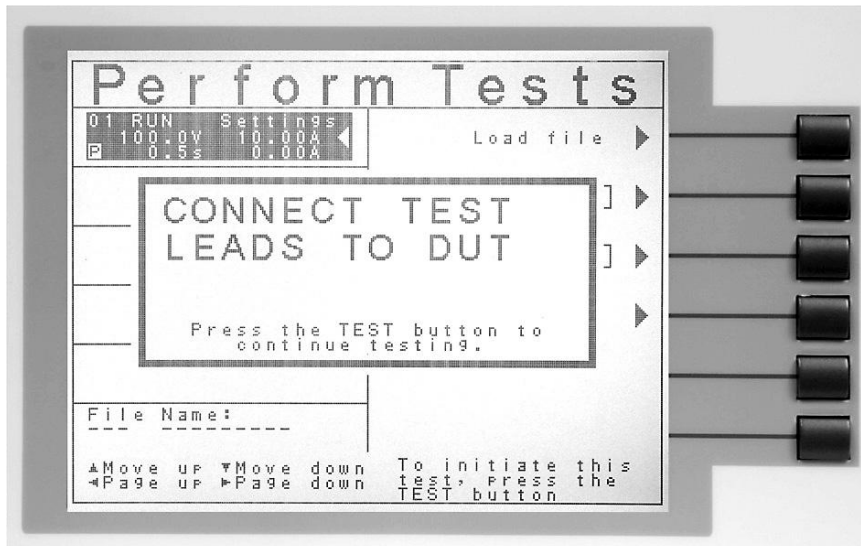 Perform Tests
01 RUN Settings
100.0V 10.00A
P 0.5s 0.00A
Load file
]
]
CONNECT TEST
LEADS TO DUT
Press the TEST button to
continue testing.
File Name:
Move up Move down
Page up Page down
To initiate this
test, press the
TEST button